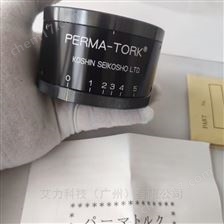 PERMA-TORK®
KOSHIN SEIKOSHO LTD
0 1 2 3 4 5
艾力科技（广州）有限公司
PART
パーマトルク